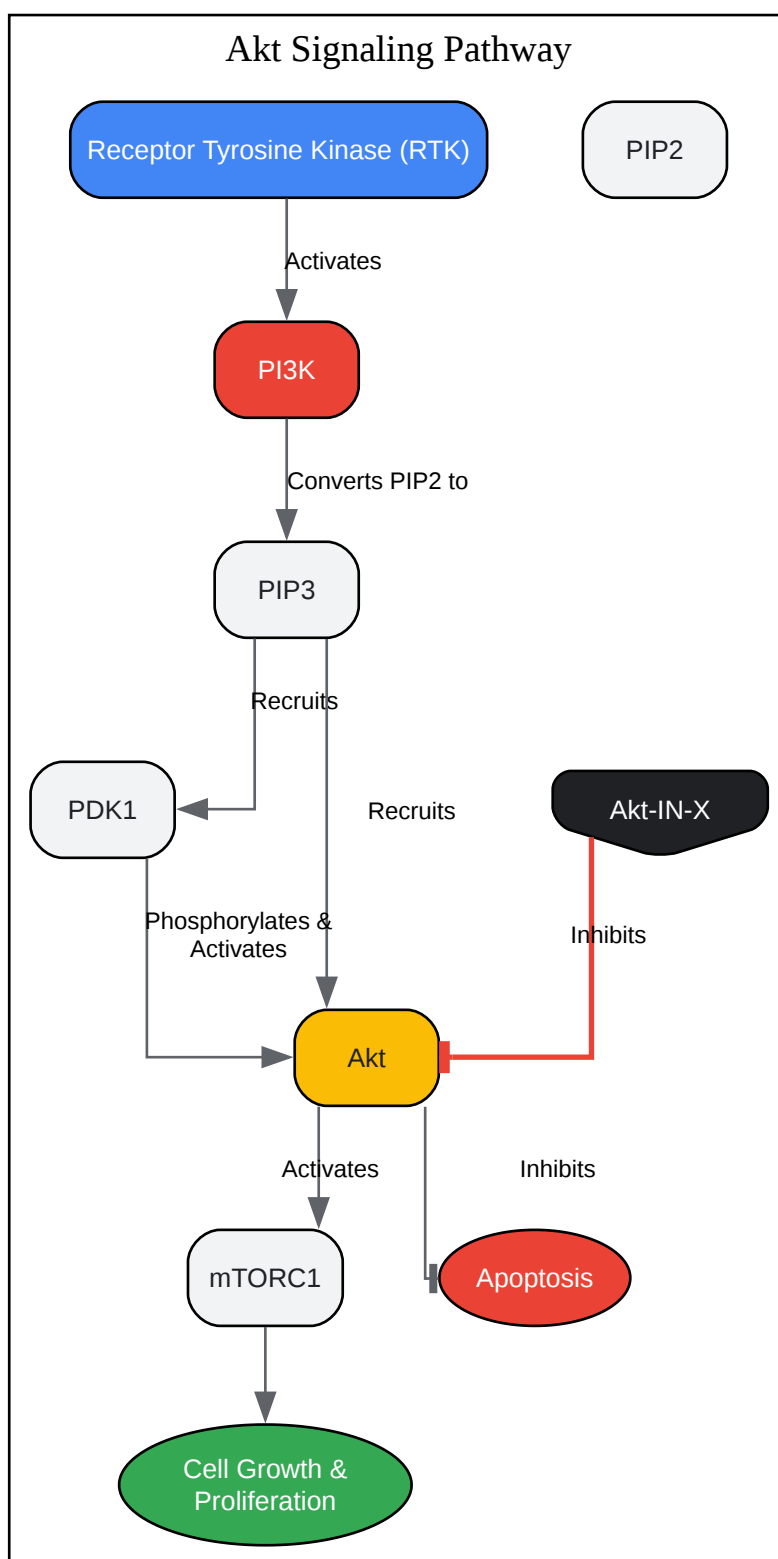 Akt Signaling Pathway
Receptor Tyrosine Kinase (RTK)
PIP2
Activates
PI3K
Converts PIP2 to
PIP3
Recruits
PDK1
Recruits
Akt-IN-X
Phosphorylates &
Activates
Inhibits
Akt
Activates
Inhibits
mTORC1
Apoptosis
Cell Growth &
Proliferation